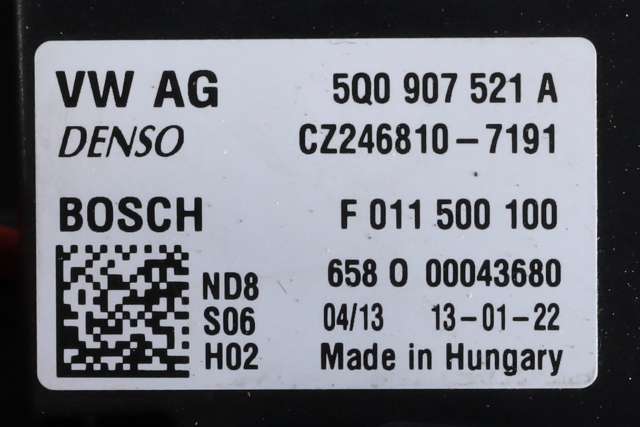 VW AG 5Q0 907 521 A
DENSO CZ246810-7191
BOSCH F 011 500 100
658 0 00043680
ND8
S06 04/13 13-01-22
H02 Made in Hungary